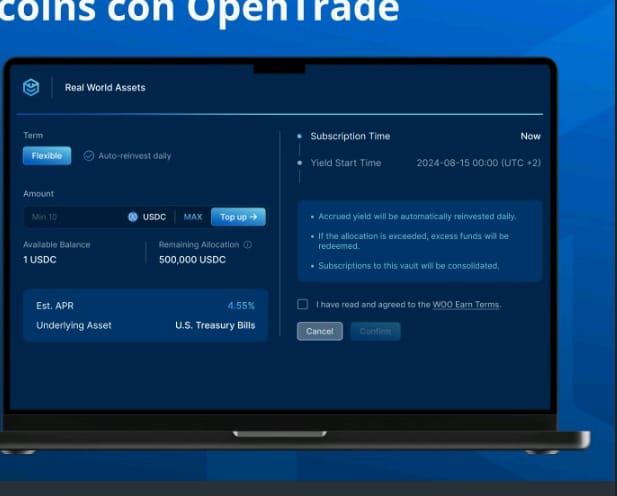 coins con OpenTrade
Real World Assets
Term
Flexible Auto-reinvest daily
Amount
Min 10 USDC MAX Top up →
Available Balance
1 USDC
Remaining Allocation
500,000 USDC
Est. APR 4.55%
Underlying Asset U.S. Treasury Bills
Subscription Time Now
Yield Start Time 2024-08-15 00:00 (UTC +2)
• Accrued yield will be automatically reinvested daily.
• If the allocation is exceeded, excess funds will be
redeemed.
• Subscriptions to this vault will be consolidated.
I have read and agreed to the WOO Earn Terms.
Cancel Confirm